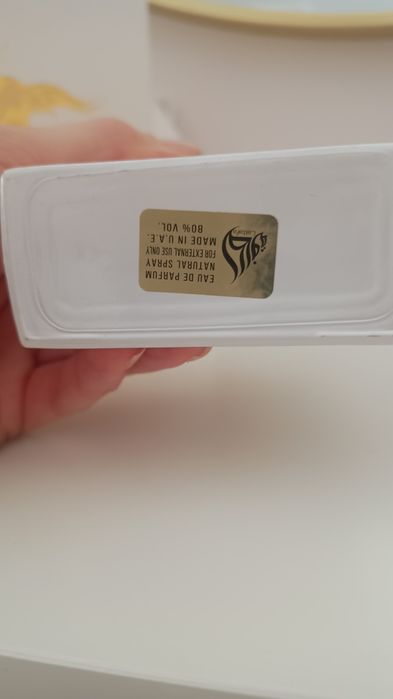 EAU DE PARFUM
NATURAL SPRAY
FOR EXTERNAL USE ONLY
MADE IN U.A.E.
80% VOL.